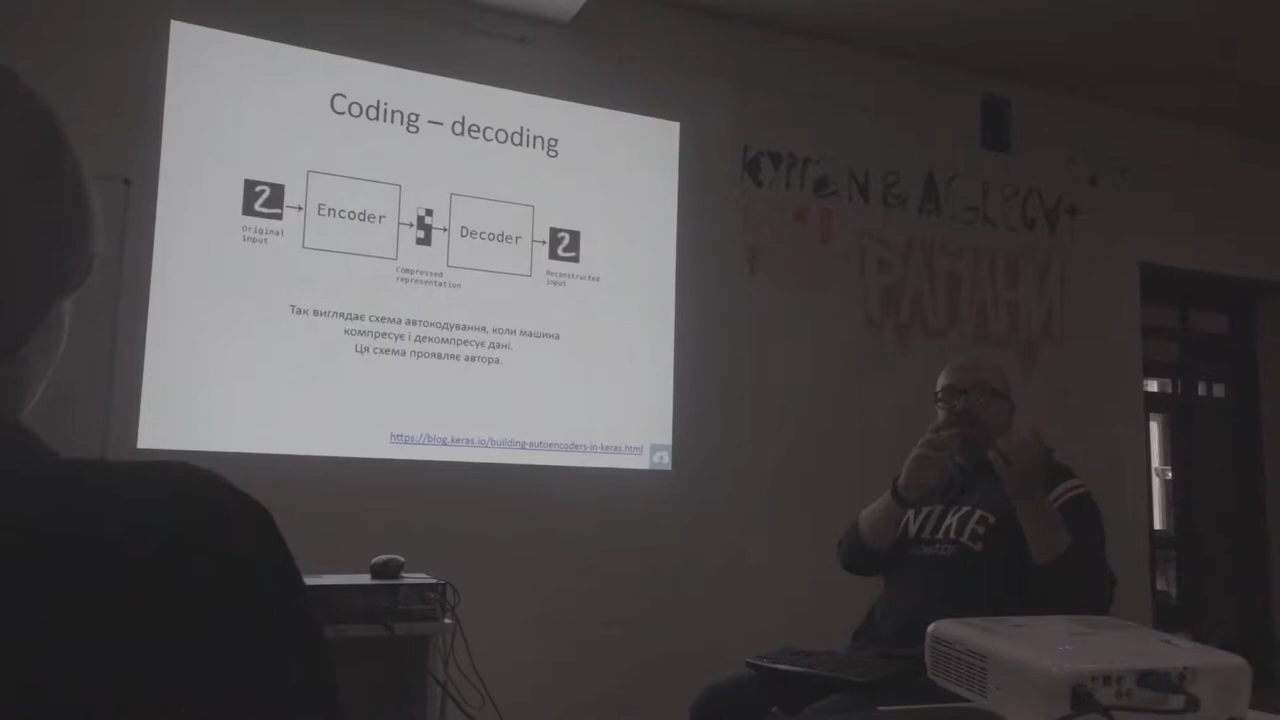 Coding – decoding
Original
input
Encoder
Compressed
representation
Decoder
Reconstructed
input
Так виглядає схема автокодування, коли машина
компресує і декомпресує дані.
Ця схема проявляє автора.
https://blog.keras.io/building-autoencoders-in-keras.html
NIKE